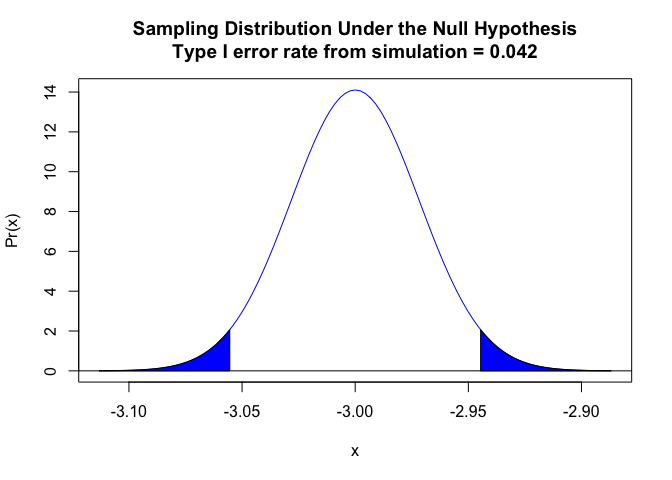 Sampling Distribution Under the Null Hypothesis
Type I error rate from simulation = 0.042
14
12
10
8
6
4
2
0
Pr(x)
-3.10 -3.05 -3.00 -2.95 -2.90
x